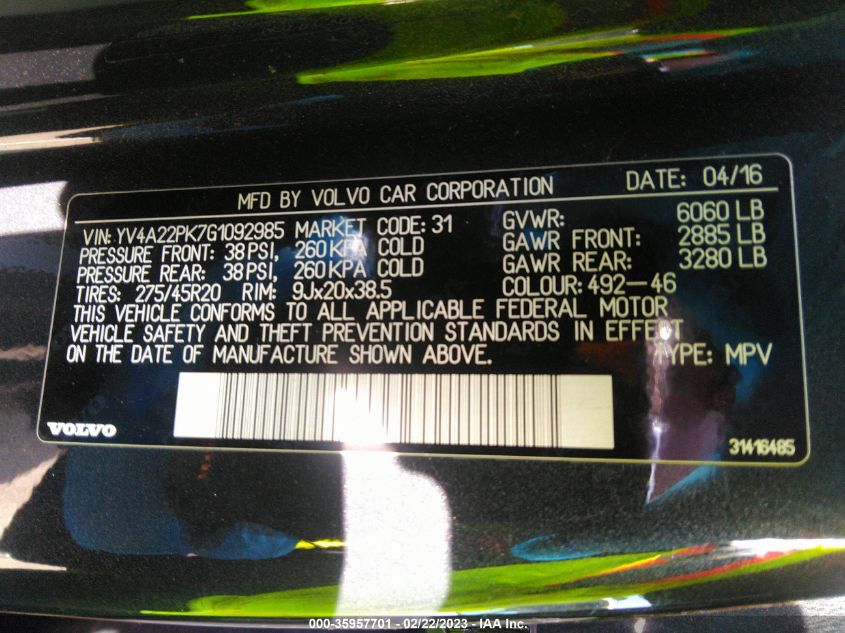 MFD BY VOLVO CAR CORPORATION DATE: 04/16
VIN: YV4A22PK7G1092985 MARKET CODE: 31 GVWR: 6060 LB
PRESSURE FRONT: 38 PSI, 260 KPA COLD GAWR FRONT: 2885 LB
PRESSURE REAR: 38 PSI, 260 KPA COLD GAWR REAR: 3280 LB
TIRES: 275/45R20 RIM: 9Jx20x38.5 COLOUR: 492-46
THIS VEHICLE CONFORMS TO ALL APPLICABLE FEDERAL MOTOR
VEHICLE SAFETY AND THEFT PREVENTION STANDARDS IN EFFECT
ON THE DATE OF MANUFACTURE SHOWN ABOVE. TYPE: MPV
VOLVO 31416485
000-35957701 - 02/22/2023 - IAA Inc.